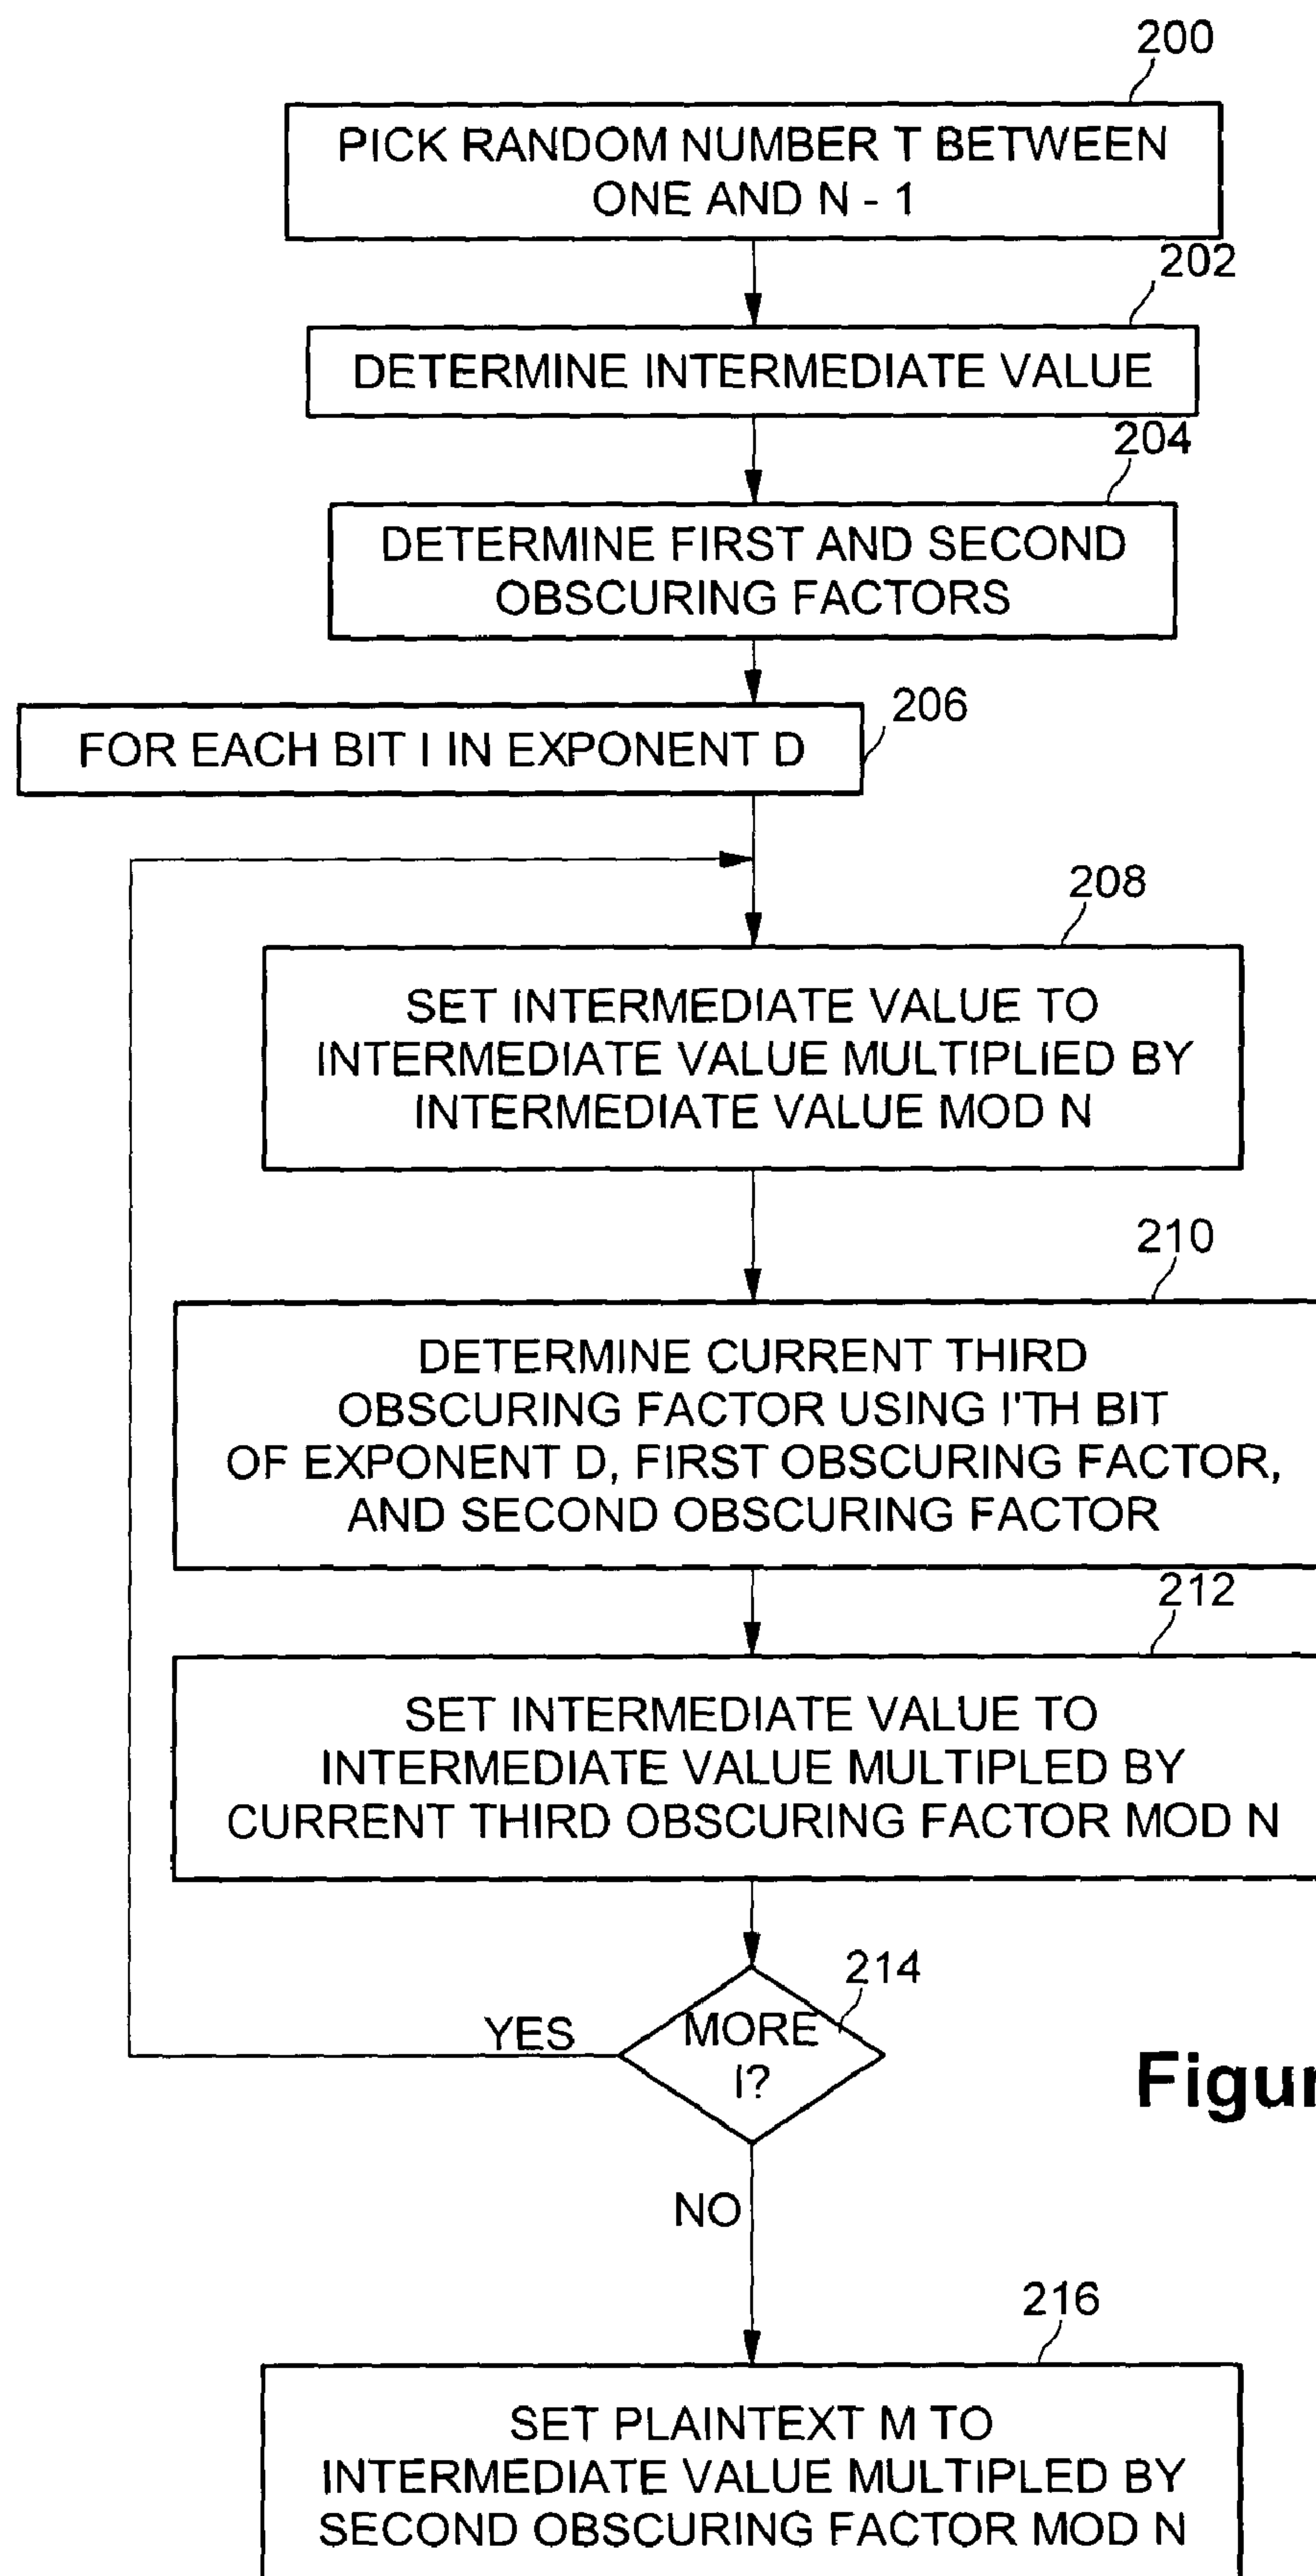 200
PICK RANDOM NUMBER T BETWEEN
ONE AND N - 1
202
DETERMINE INTERMEDIATE VALUE
204
DETERMINE FIRST AND SECOND
OBSCURING FACTORS
206
FOR EACH BIT I IN EXPONENT D
208
SET INTERMEDIATE VALUE TO
INTERMEDIATE VALUE MULTIPLIED BY
INTERMEDIATE VALUE MOD N
210
DETERMINE CURRENT THIRD
OBSCURING FACTOR USING I'TH BIT
OF EXPONENT D, FIRST OBSCURING FACTOR,
AND SECOND OBSCURING FACTOR
212
SET INTERMEDIATE VALUE TO
INTERMEDIATE VALUE MULTIPLED BY
CURRENT THIRD OBSCURING FACTOR MOD N
214
YES
MORE
I?
NO
216
SET PLAINTEXT M TO
INTERMEDIATE VALUE MULTIPLED BY
SECOND OBSCURING FACTOR MOD N